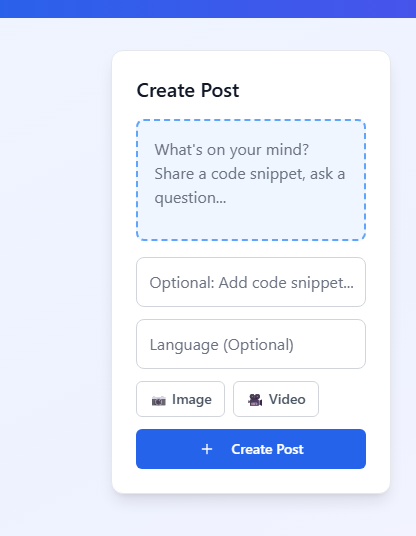 Create Post
What's on your mind?
Share a code snippet, ask a
question...
Optional: Add code snippet...
Language (Optional)
Image
Video
+ Create Post